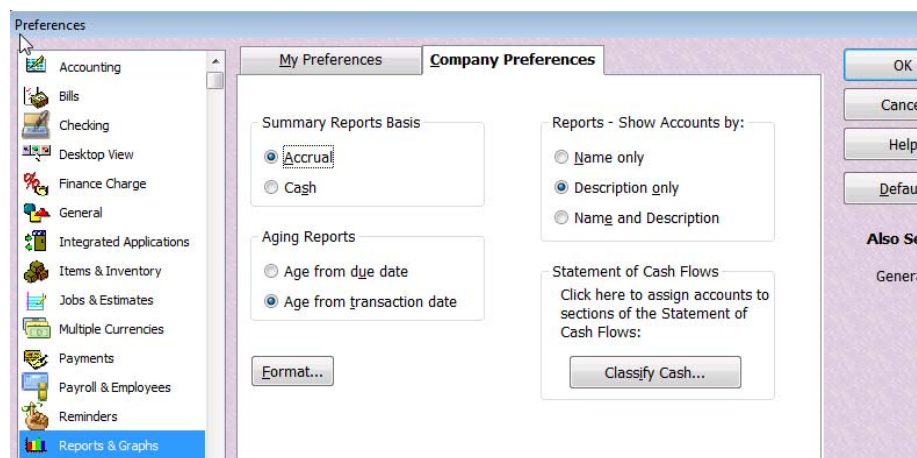 Preferences
Accounting
Bills
Checking
Desktop View
Finance Charge
General
Integrated Applications
Items & Inventory
Jobs & Estimates
Multiple Currencies
Payments
Payroll & Employees
Reminders
Reports & Graphs
My Preferences
Company Preferences
Summary Reports Basis
Accrual
Cash
Aging Reports
Age from due date
Age from transaction date
Format...
Reports - Show Accounts by:
Name only
Description only
Name and Description
Statement of Cash Flows
Click here to assign accounts to
sections of the Statement of
Cash Flows:
Classify Cash...
OK
Cance
Help
Defau
Also Se
Genera